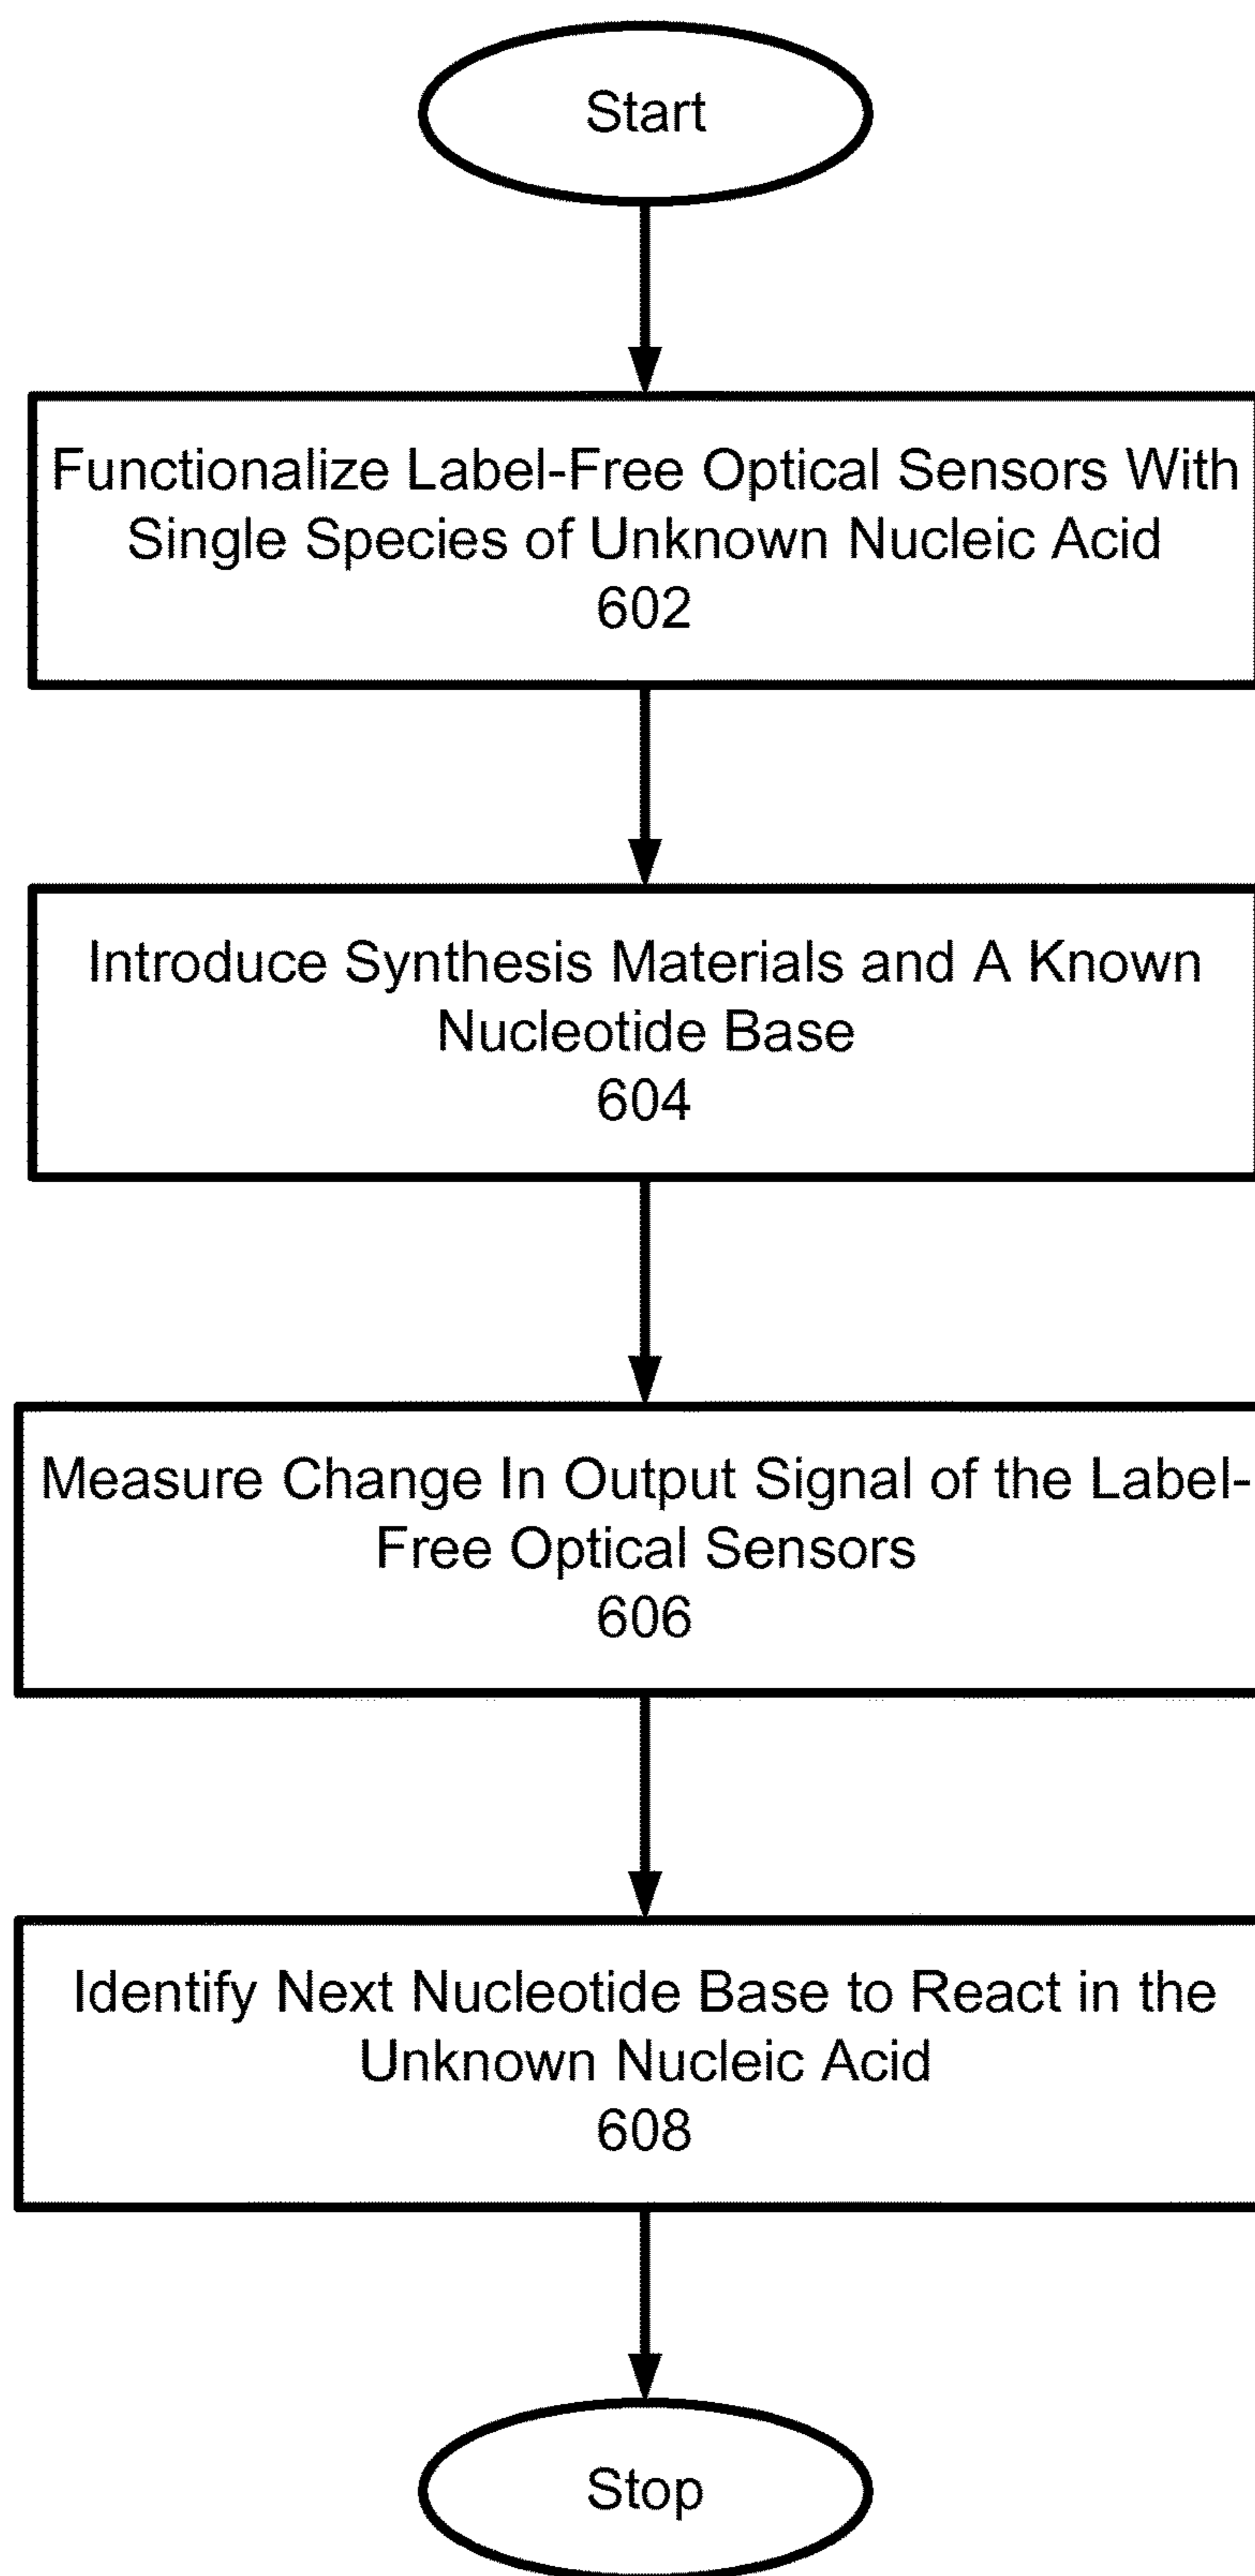 Start
Functionalize Label-Free Optical Sensors With
Single Species of Unknown Nucleic Acid
602
Introduce Synthesis Materials and A Known
Nucleotide Base
604
Measure Change In Output Signal of the Label-
Free Optical Sensors
606
Identify Next Nucleotide Base to React in the
Unknown Nucleic Acid
608
Stop